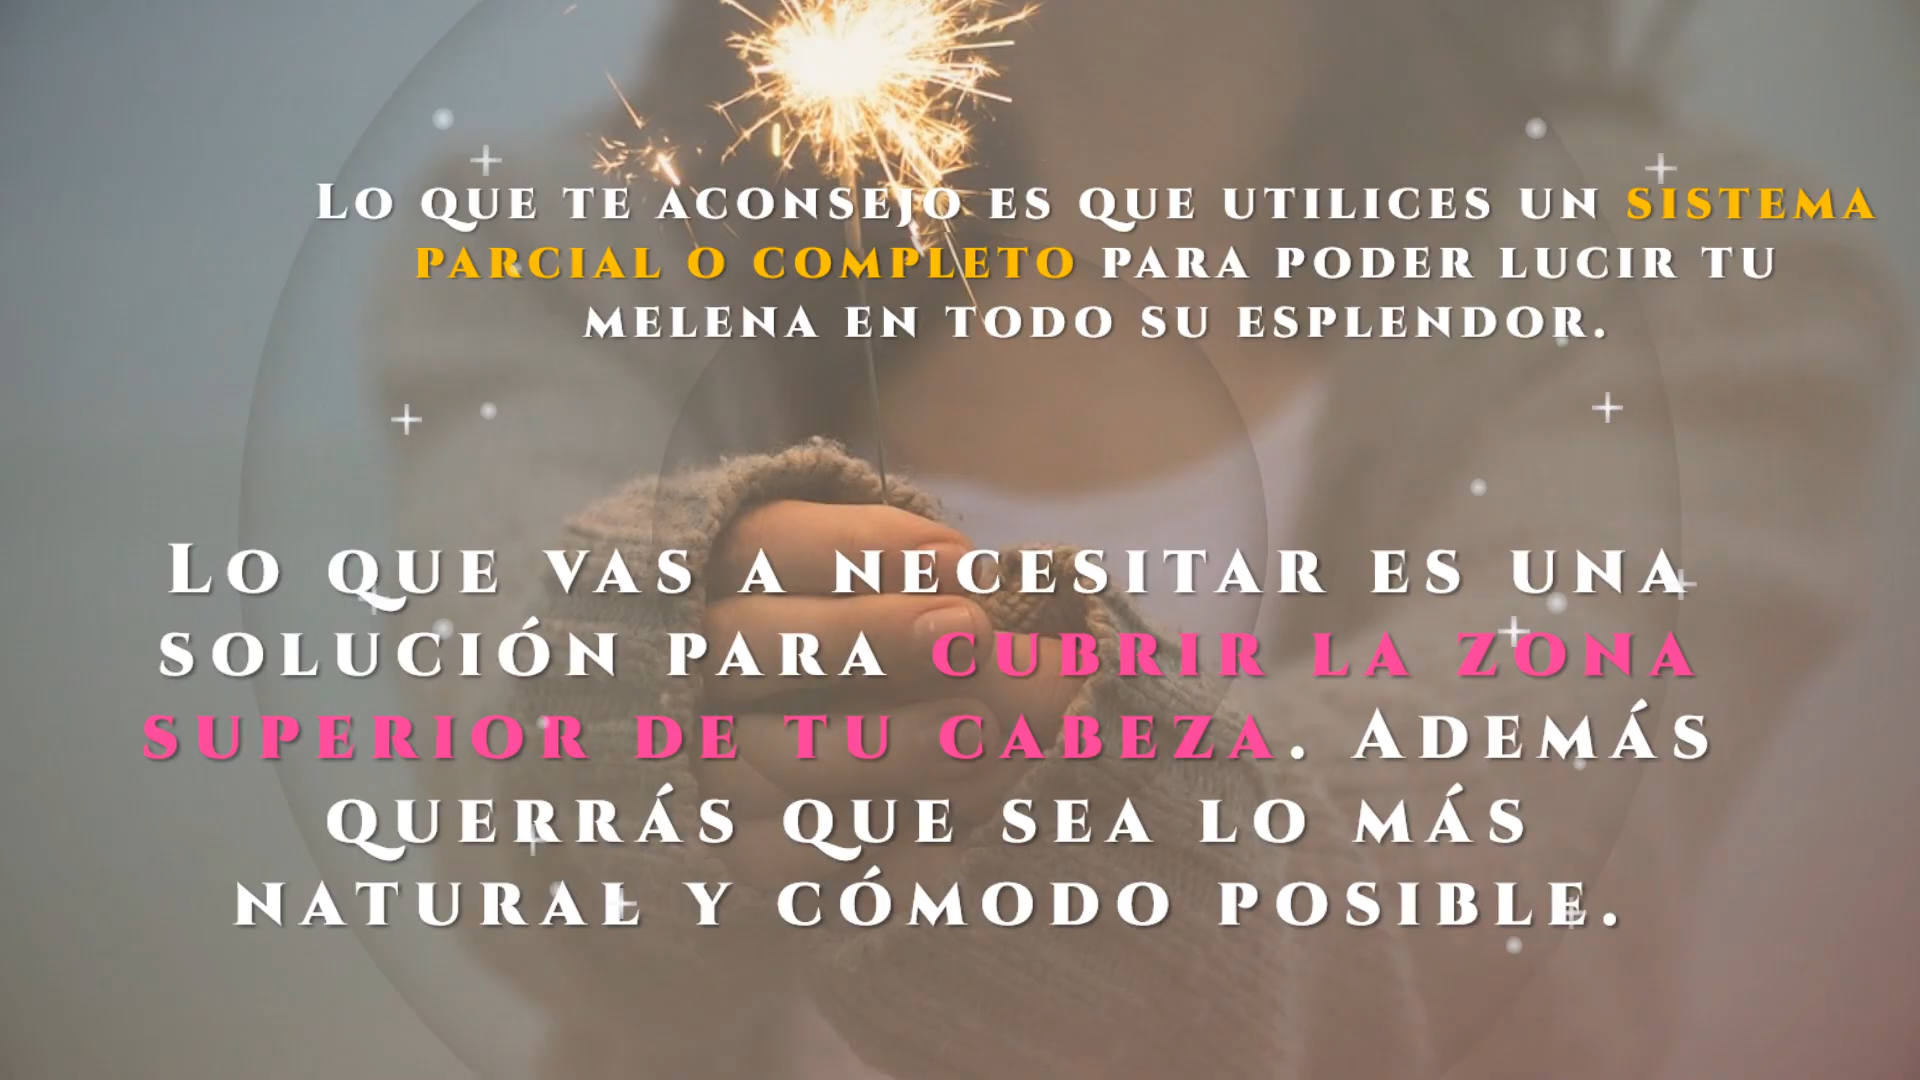 Lo que te aconsejo es que utilices un sistema
parcial o completo para poder lucir tu
melena en todo su esplendor.
Lo que vas a necesitar es una
solución para cubrir la zona
superior de tu cabeza. Además
querrás que sea lo más
natural y cómodo posible.